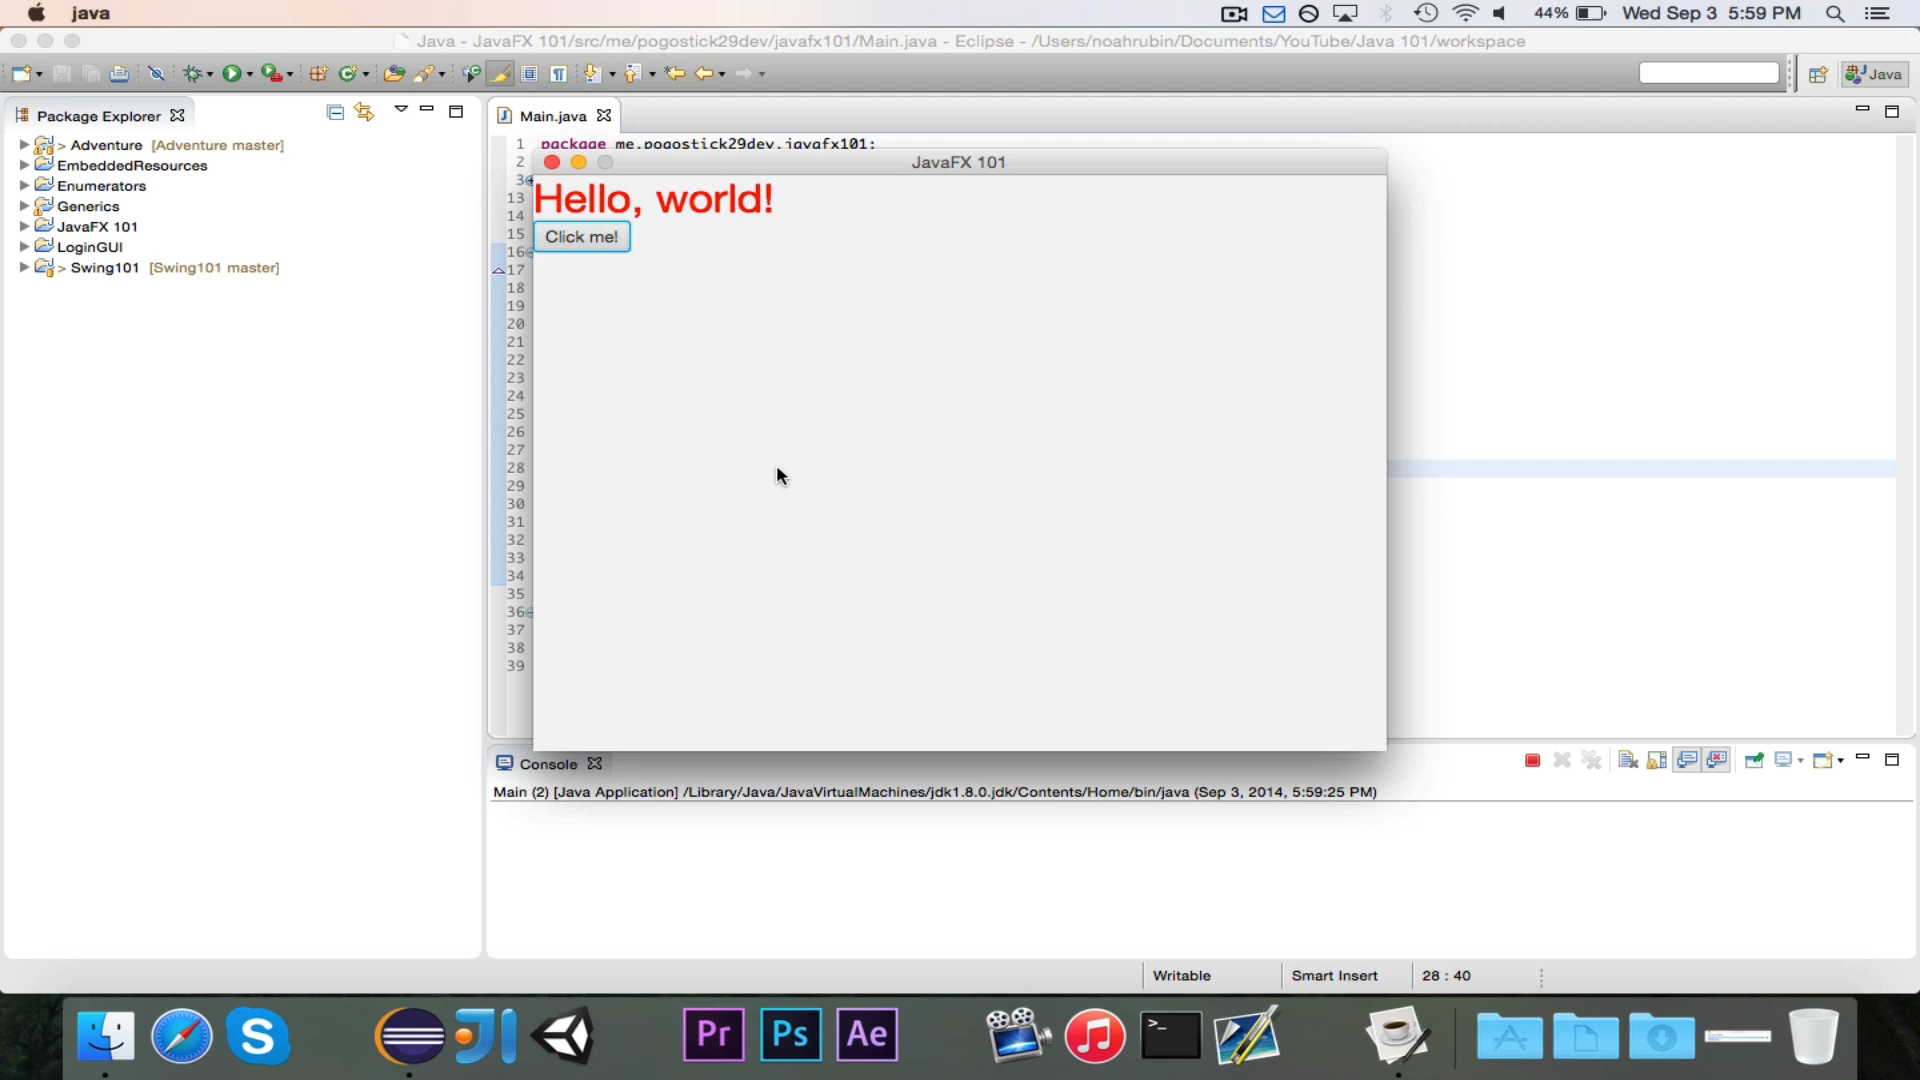 java
44%
Wed Sep 3 5:59 PM
Java - JavaFX 101/src/me/pogostick29dev/javafx101/Main.java - Eclipse - /Users/noahrubin/Documents/YouTube/Java 101/workspace
Java
Package Explorer
Main.java
> Adventure [Adventure master]
EmbeddedResources
Enumerators
Generics
JavaFX 101
LoginGUI
> Swing101 [Swing101 master]
1 package me.pogostick29dev.javafx101;
2
3
13
14
15
16
17
18
19
20
21
22
23
24
25
26
27
28
29
30
31
32
33
34
35
36
37
38
39
JavaFX 101
Hello, world!
Click me!
Console
Main (2) [Java Application] /Library/Java/JavaVirtualMachines/jdk1.8.0.jdk/Contents/Home/bin/java (Sep 3, 2014, 5:59:25 PM)
Writable
Smart Insert
28 : 40
S
JI
Pr
Ps
Ae
>_